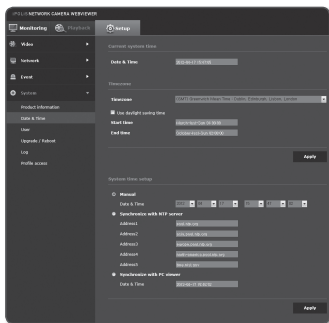 iPOLiS NETWORK CAMERA WEBVIEWER
Monitoring
Playback
Setup
Video
Network
Event
System
Product information
Date & Time
User
Upgrade / Reboot
Log
Profile access
Current system time
Date & Time
Timezone
Timezone
Use daylight saving time
Start time
End time
Apply
System time setup
Manual
Date & Time
Synchronize with NTP server
Address1
Address2
Address3
Address4
Address5
Synchronize with PC viewer
Date & Time
Apply